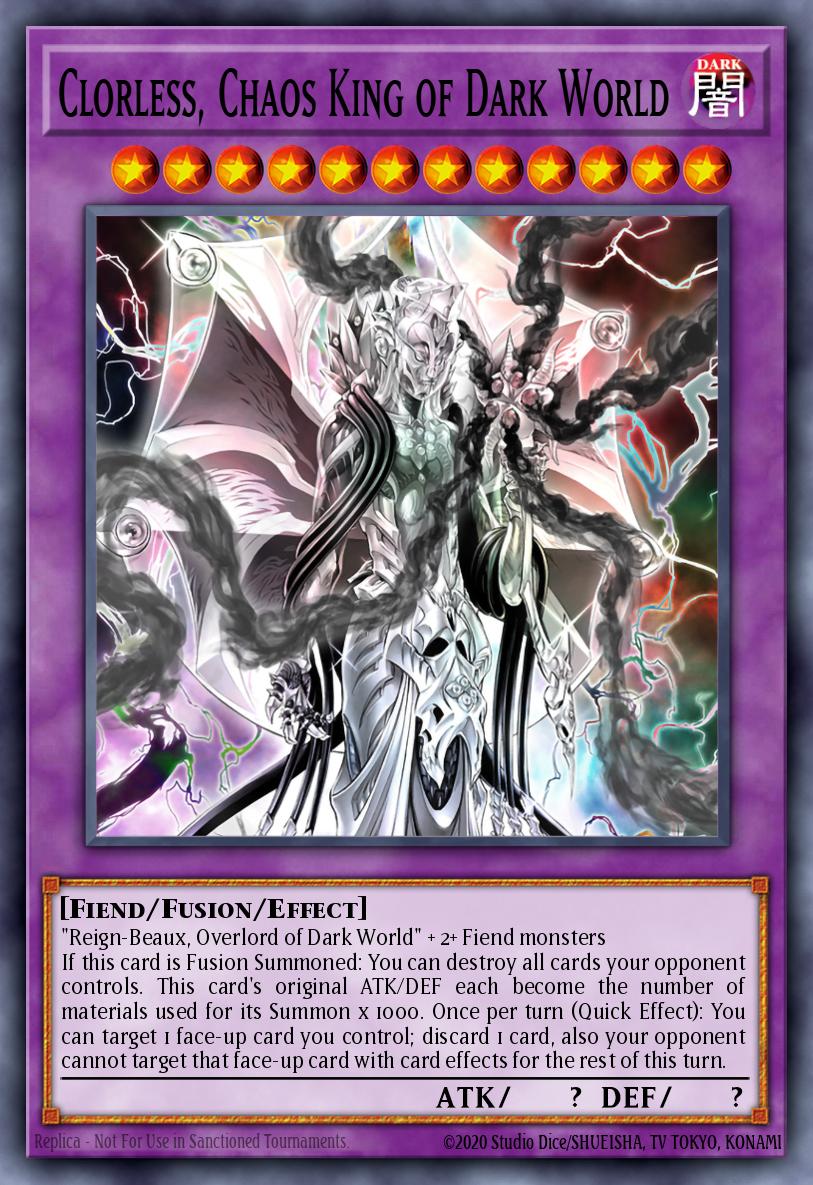 Clorless, Chaos King of Dark World
DARK
闇
[Fiend/Fusion/Effect]
"Reign-Beaux, Overlord of Dark World" + 2+ Fiend monsters
If this card is Fusion Summoned: You can destroy all cards your opponent
controls. This card's original ATK/DEF each become the number of
materials used for its Summon x 1000. Once per turn (Quick Effect): You
can target 1 face-up card you control; discard 1 card, also your opponent
cannot target that face-up card with card effects for the rest of this turn.
ATK/ ? DEF/ ?
Replica - Not For Use in Sanctioned Tournaments. ©2020 Studio Dice/SHUEISHA, TV TOKYO, KONAMI